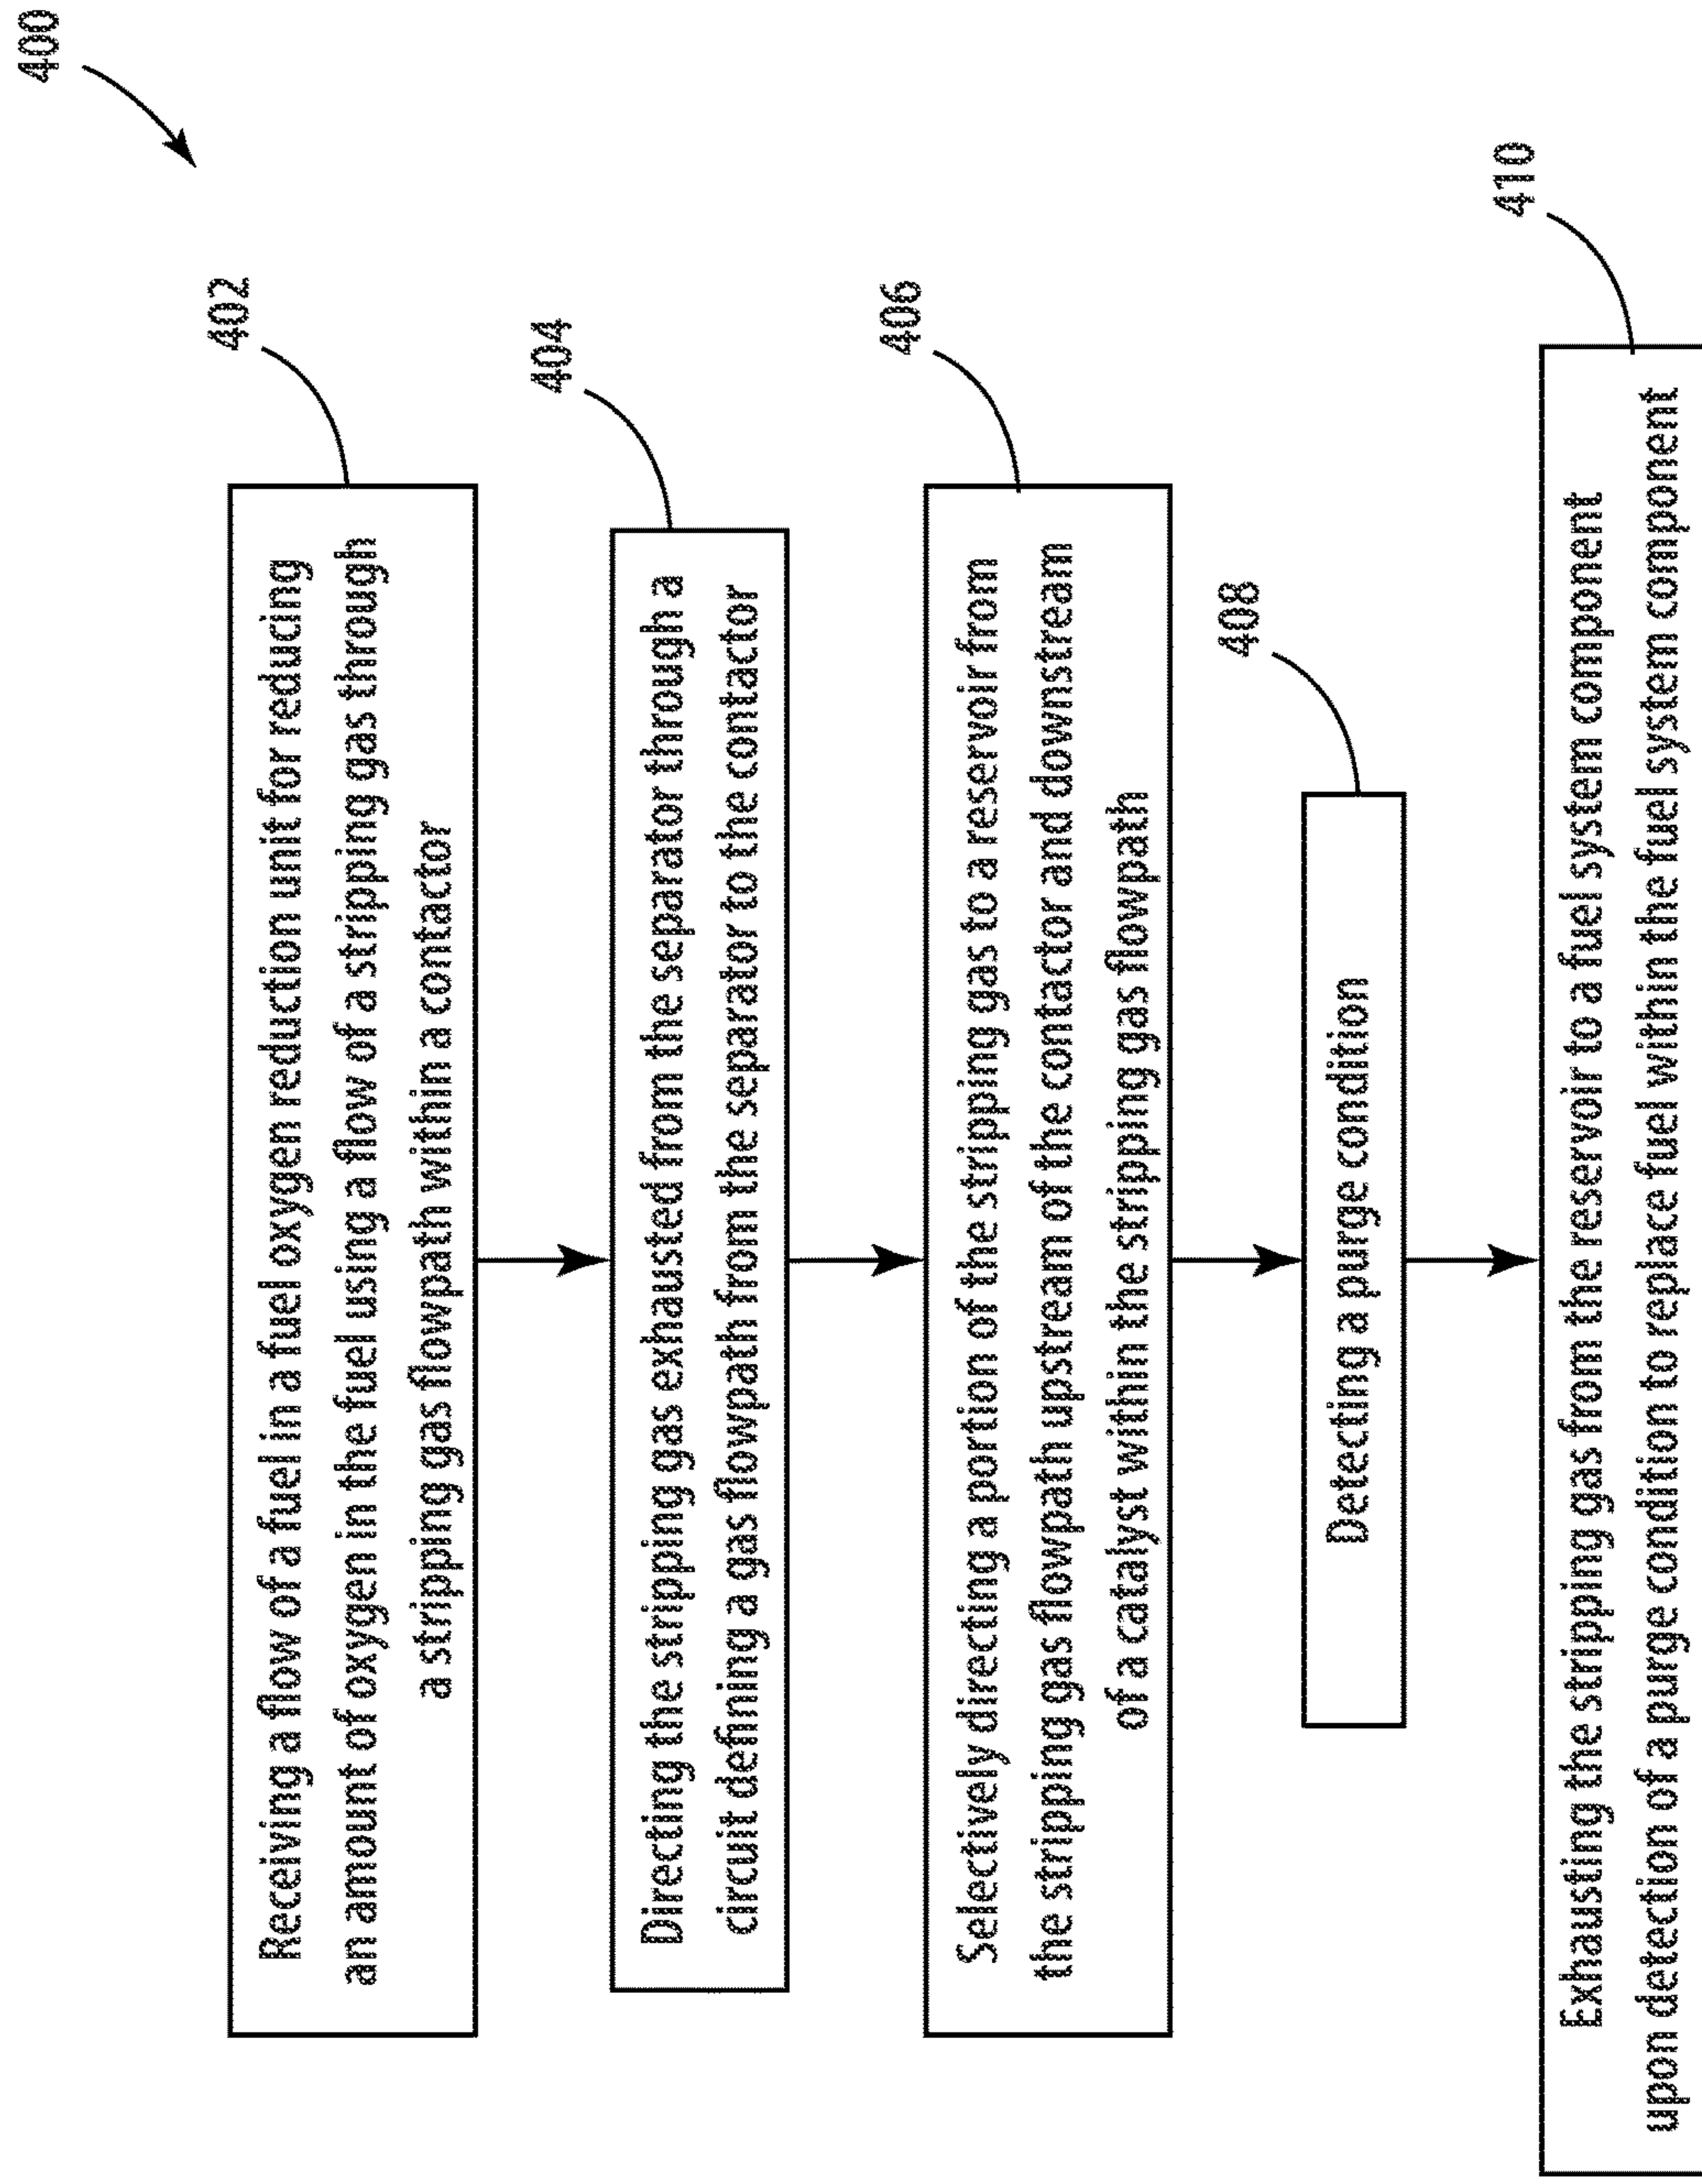 400
402
Receiving a flow of a fuel in a fuel oxygen reduction unit for reducing
an amount of oxygen in the fuel using a flow of a stripping gas through
a stripping gas flowpath within a contactor
404
Directing the stripping gas exhausted from the separator through a
circuit defining a gas flowpath from the separator to the contactor
406
Selectively directing a portion of the stripping gas to a reservoir from
the stripping gas flowpath upstream of the contactor and downstream
of a catalyst within the stripping gas flowpath
408
Detecting a purge condition
410
Exhausting the stripping gas from the reservoir to a fuel system component
upon detection of a purge condition to replace fuel within the fuel system component